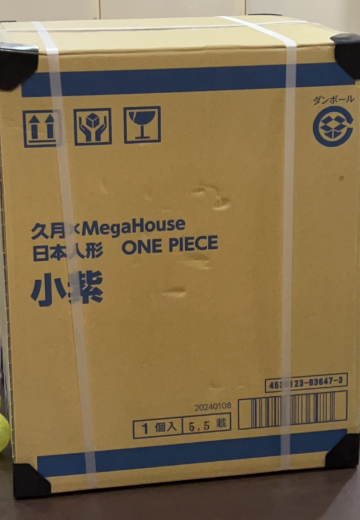 ダンボール
久月×MegaHouse
日本人形 ONE PIECE
小紫
20240108
1個入 5.5 載